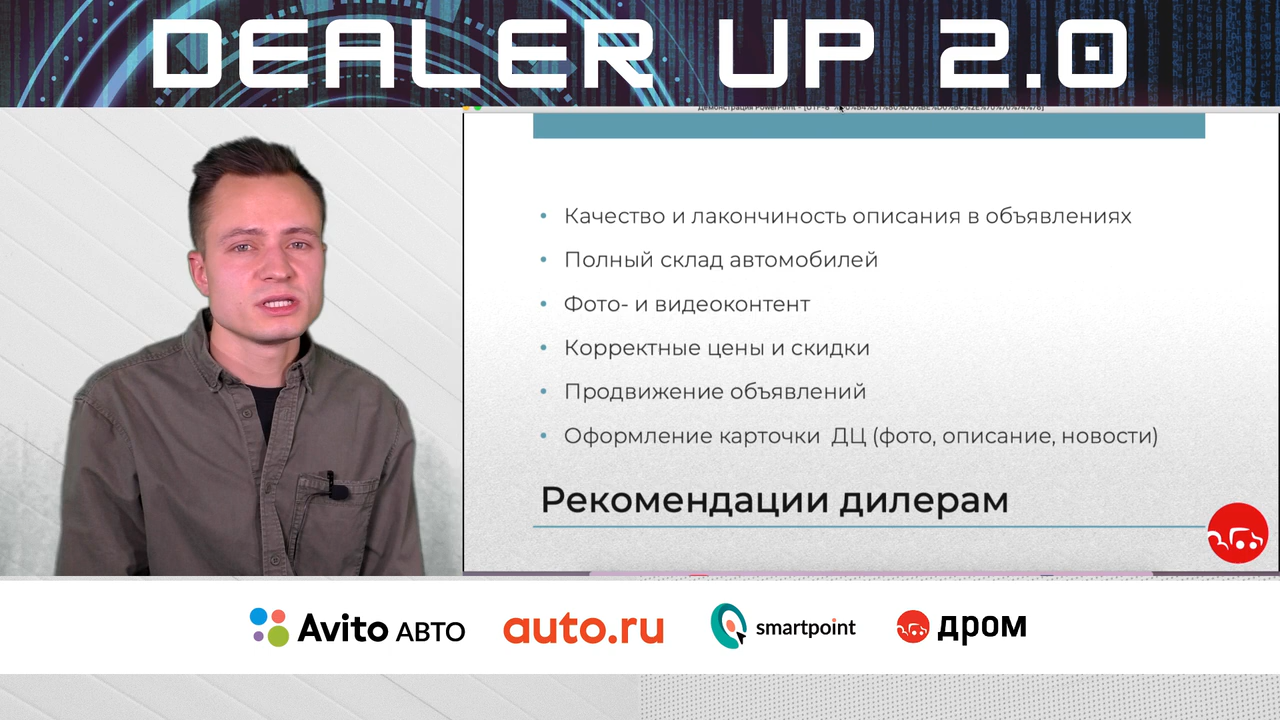 DEALER UP 2.0
Качество и лакончиность описания в объявлениях
Полный склад автомобилей
Фото- и видеоконтент
Корректные цены и скидки
Продвижение объявлений
Оформление карточки ДЦ (фото, описание, новости)
Рекомендации дилерам
Avito АВТО
auto.ru
smartpoint
дром